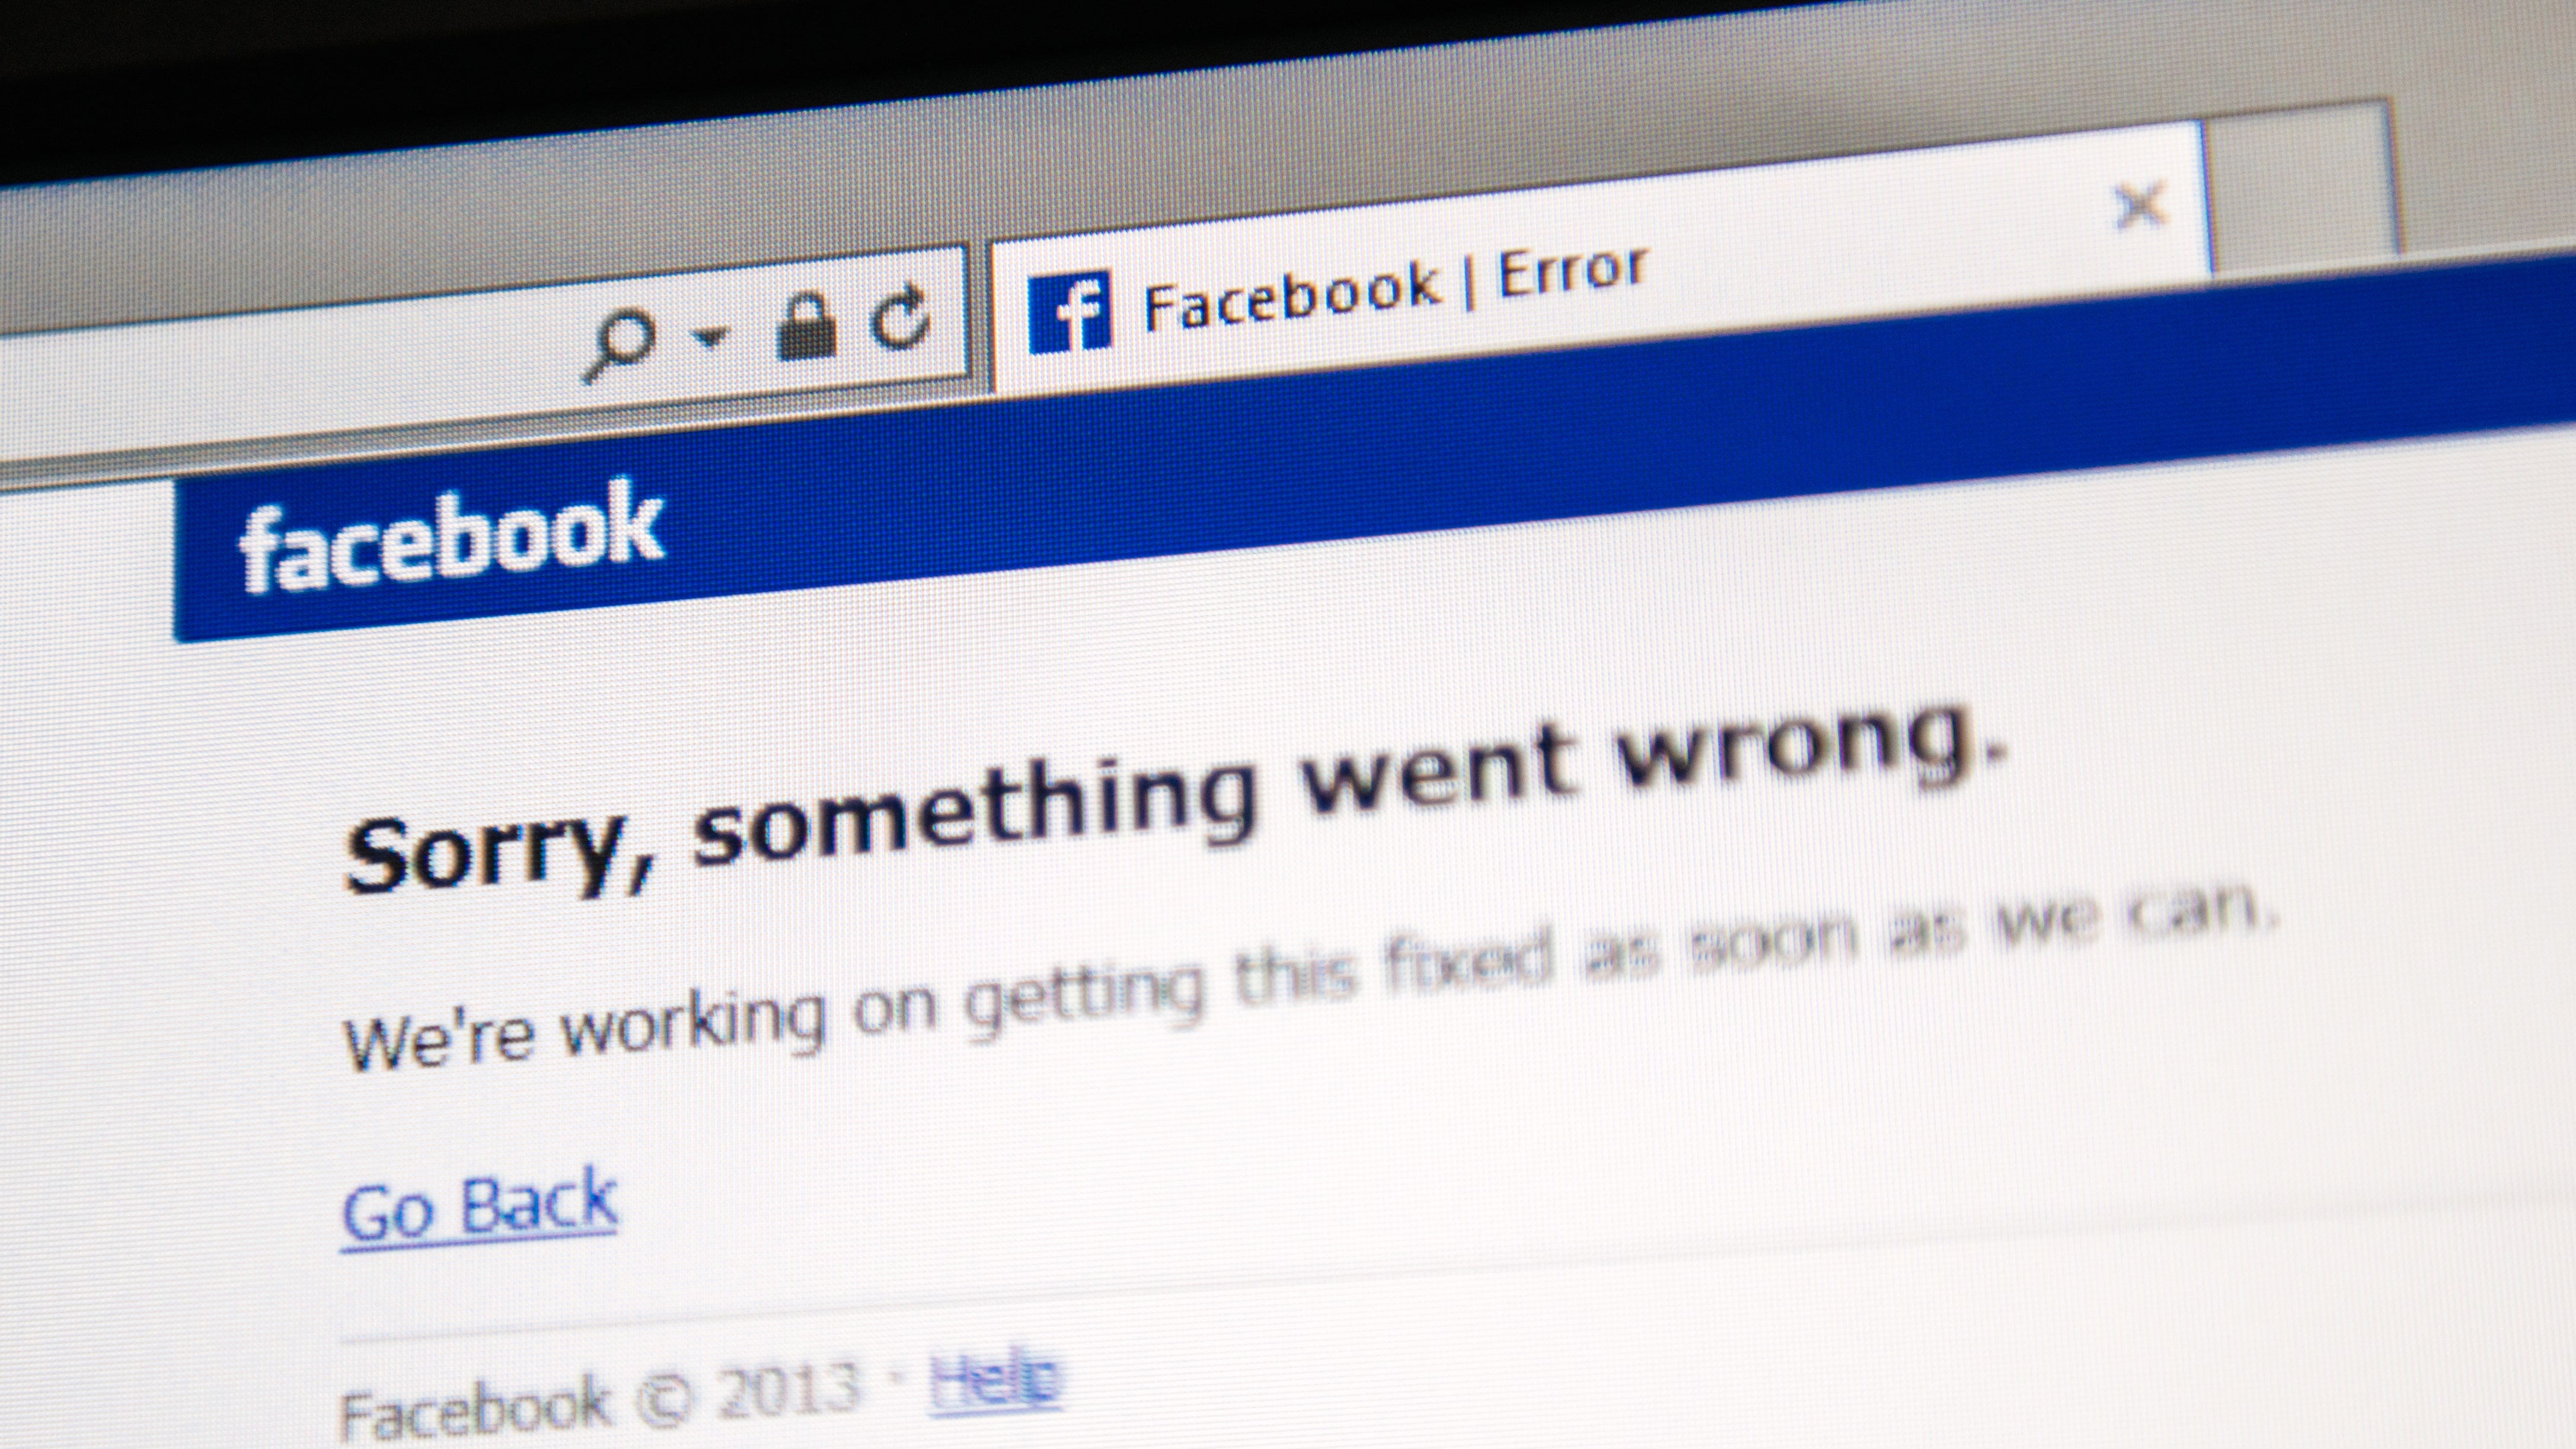 f Facebook | Error
facebook
Sorry, something went wrong.
We're working on getting this fixed as soon as we can.
Go Back
Facebook © 2013 · Help